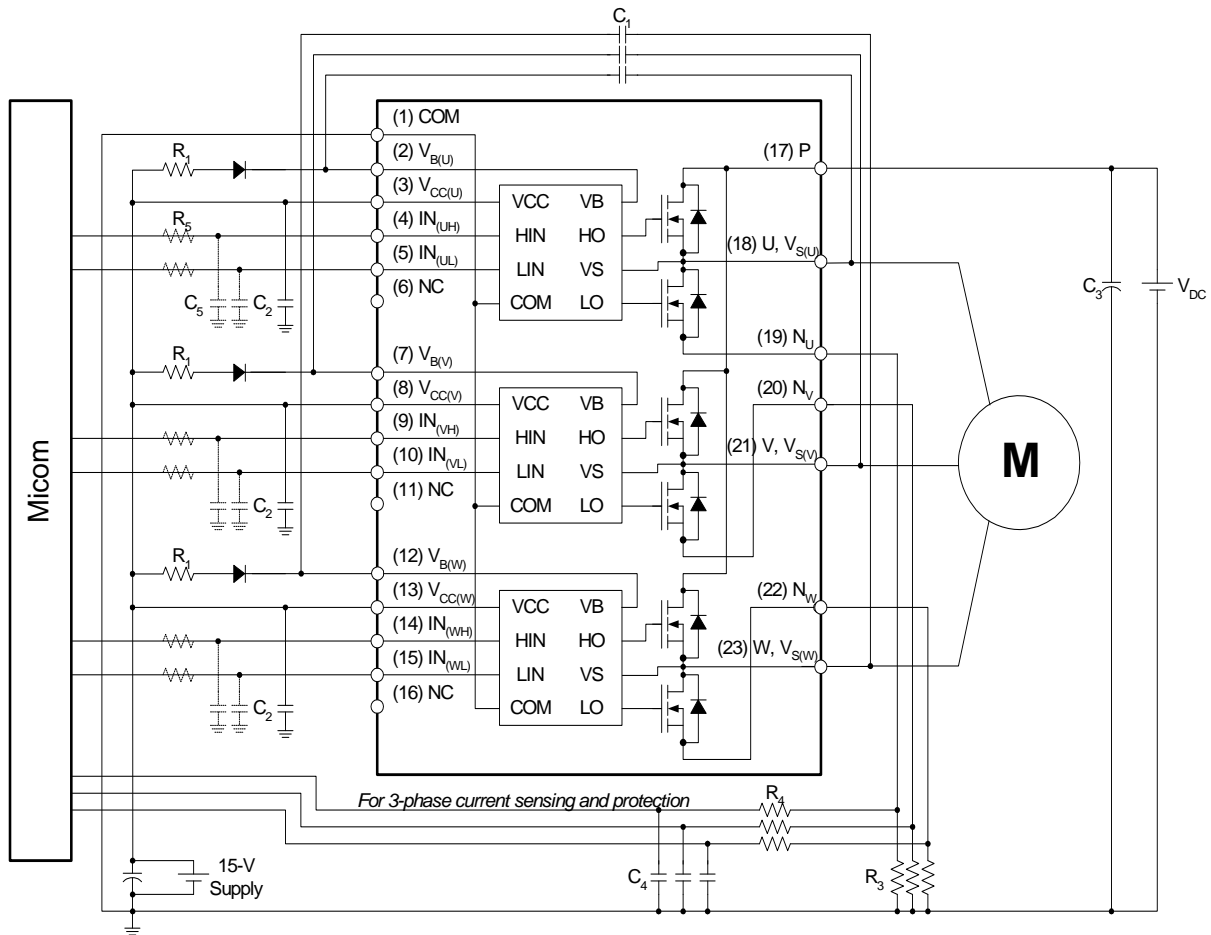 C1
Micom
(1) COM
(2) VB(U)
R1
(3) VCC(U)
(4) IN(UH)
R5
(5) IN(UL)
(6) NC
C5
C2
VCC VB
HIN HO
LIN VS
COM LO
(17) P
(18) U, VS(U)
C3
VDC
(19) NU
(7) VB(V)
R1
(8) VCC(V)
(9) IN(VH)
(10) IN(VL)
(11) NC
C2
VCC VB
HIN HO
LIN VS
COM LO
(20) NV
(21) V, VS(V)
M
(12) VB(W)
R1
(13) VCC(W)
(14) IN(WH)
(15) IN(WL)
(16) NC
C2
VCC VB
HIN HO
LIN VS
COM LO
(22) NW
(23) W, VS(W)
For 3-phase current sensing and protection
R4
15-V
Supply
C4
R3